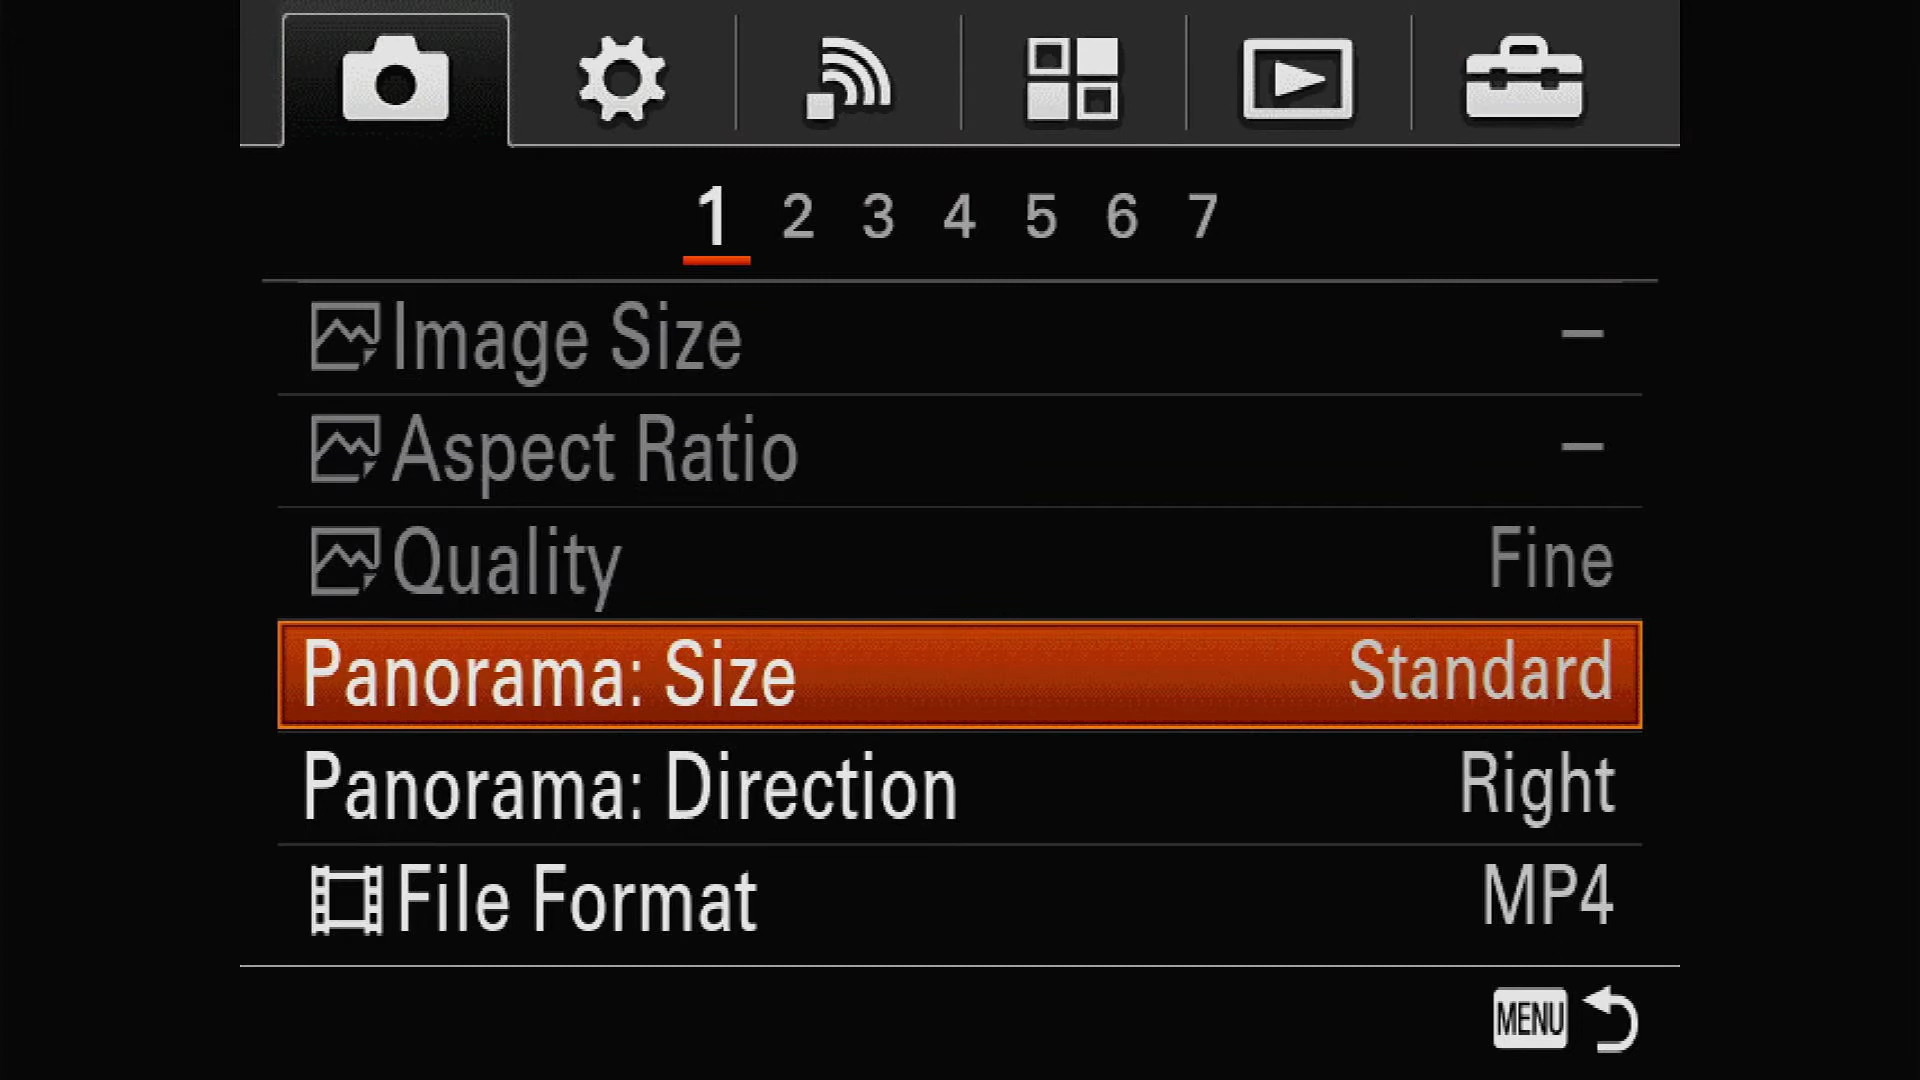 1 2 3 4 5 6 7
Image Size –
Aspect Ratio –
Quality Fine
Panorama: Size Standard
Panorama: Direction Right
File Format MP4
MENU